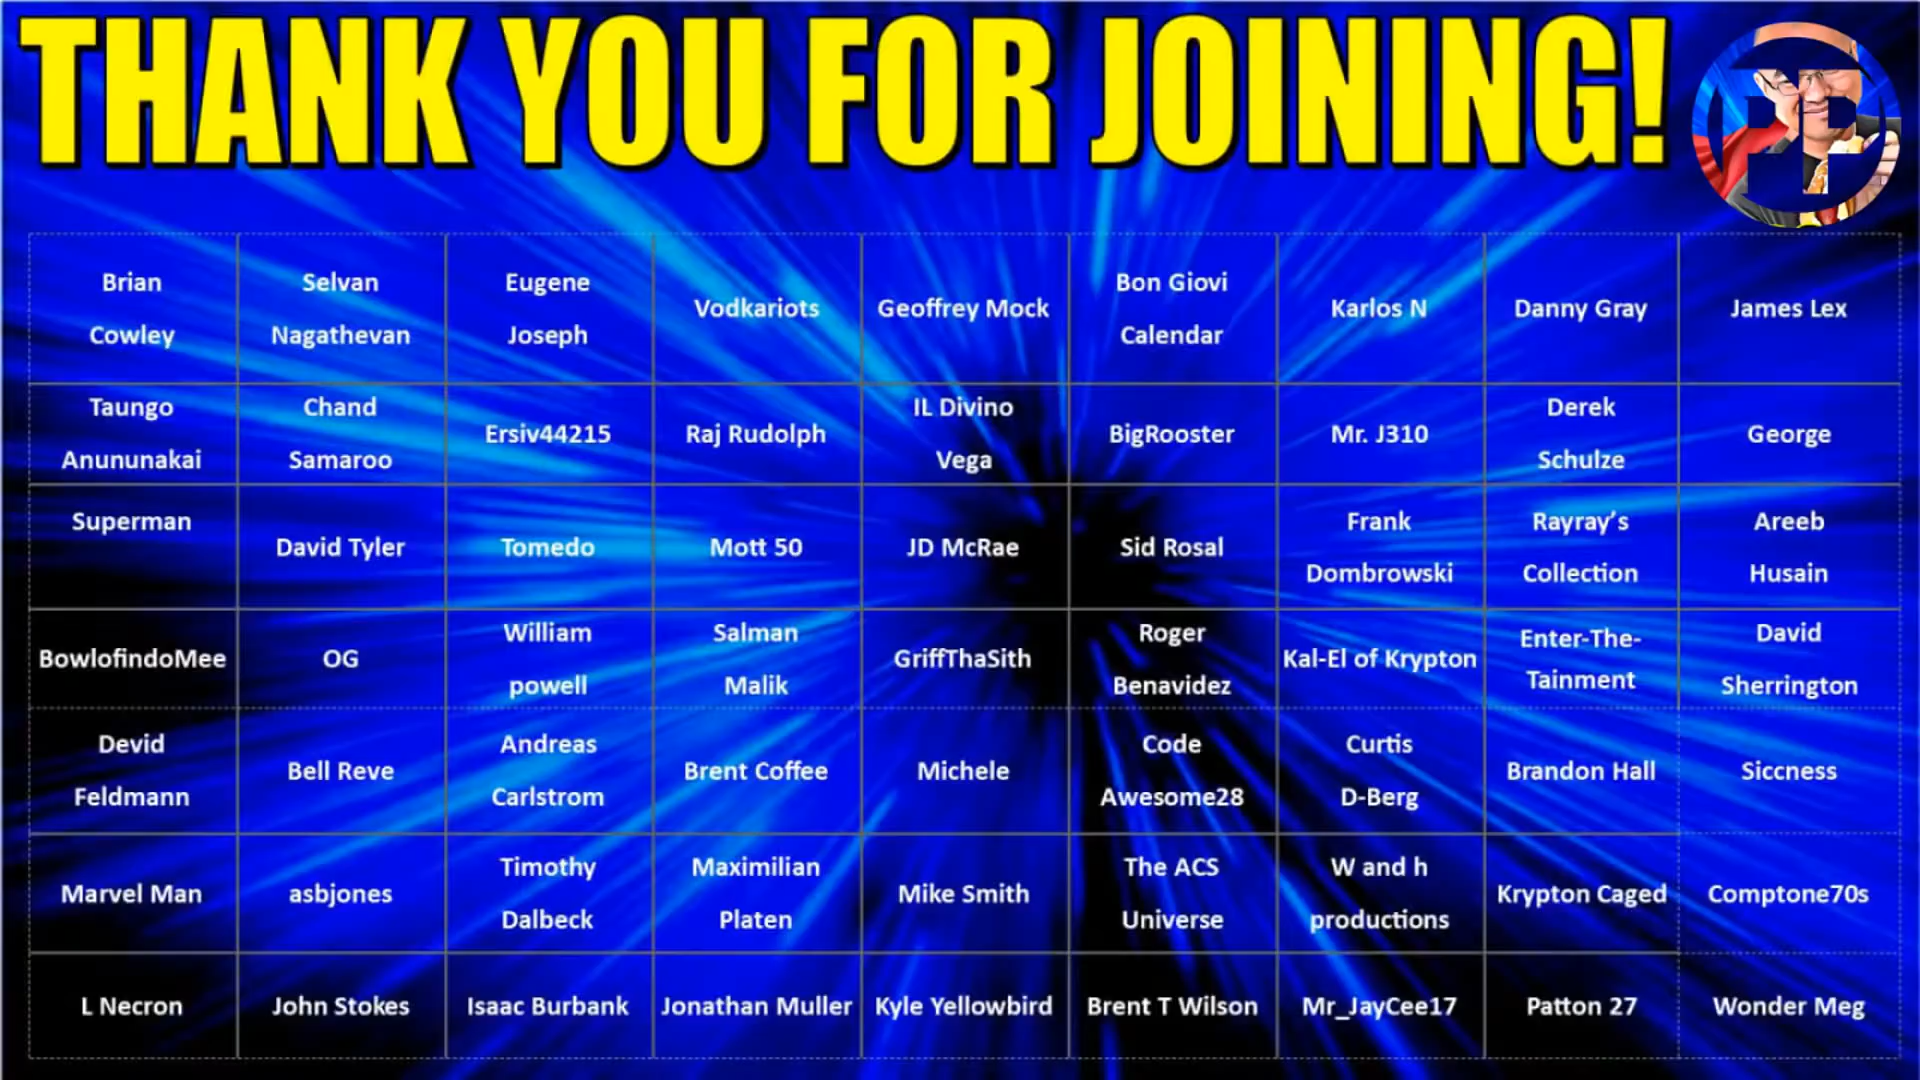 THANK YOU FOR JOINING!
PP
Brian
Cowley
Selvan
Nagathevan
Eugene
Joseph
Vodkariots
Geoffrey Mock
Bon Giovi
Calendar
Karlos N
Danny Gray
James Lex
Taungo
Anununakai
Chand
Samaroo
Ersiv44215
Raj Rudolph
IL Divino
Vega
BigRooster
Mr. J310
Derek
Schulze
George
Superman
David Tyler
Tomedo
Mott 50
JD McRae
Sid Rosal
Frank
Dombrowski
Rayray’s
Collection
Areeb
Husain
BowlofindoMee
OG
William
powell
Salman
Malik
GriffThaSith
Roger
Benavidez
Kal-El of Krypton
Enter-The-
Tainment
David
Sherrington
Devid
Feldmann
Bell Reve
Andreas
Carlstrom
Brent Coffee
Michele
Code
Awesome28
Curtis
D-Berg
Brandon Hall
Siccness
Marvel Man
asbjones
Timothy
Dalbeck
Maximilian
Platen
Mike Smith
The ACS
Universe
W and h
productions
Krypton Caged
Comptone70s
L Necron
John Stokes
Isaac Burbank
Jonathan Muller
Kyle Yellowbird
Brent T Wilson
Mr_JayCee17
Patton 27
Wonder Meg